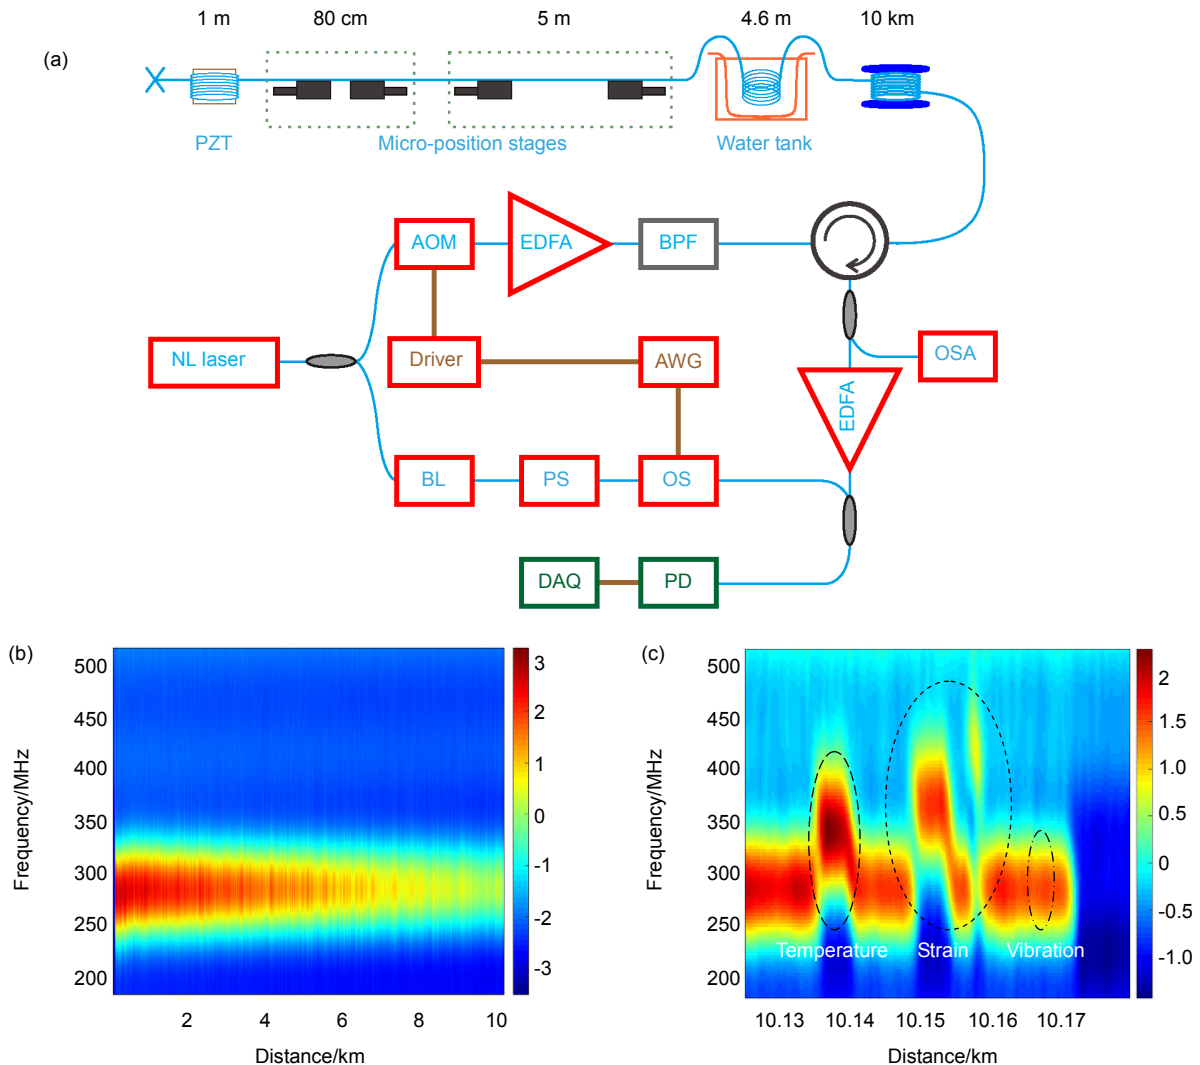 1 m 80 cm 5 m 4.6 m 10 km
(a)
PZT Micro-position stages Water tank
AOM EDFA BPF
NL laser Driver AWG OSA
EDFA
BL PS OS
DAQ PD
(b)
500
450
400
350
300
250
200
Frequency/MHz
2 4 6 8 10
Distance/km
3
2
1
0
-1
-2
-3
(c)
500
450
400
350
300
250
200
Frequency/MHz
Temperature Strain Vibration
10.13 10.14 10.15 10.16 10.17
Distance/km
2
1.0
1.0
0
-0.5
-1.0